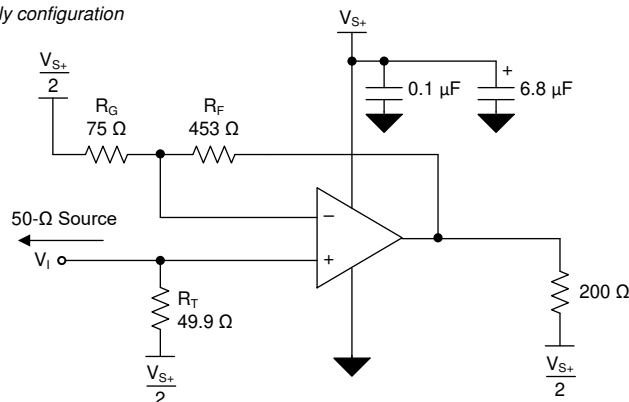 ly configuration
V_S+
V_S+
2
R_G
75 Ω
R_F
453 Ω
+
0.1 µF
6.8 µF
50-Ω Source
V_I
−
+
R_T
49.9 Ω
200 Ω
V_S+
2
V_S+
2